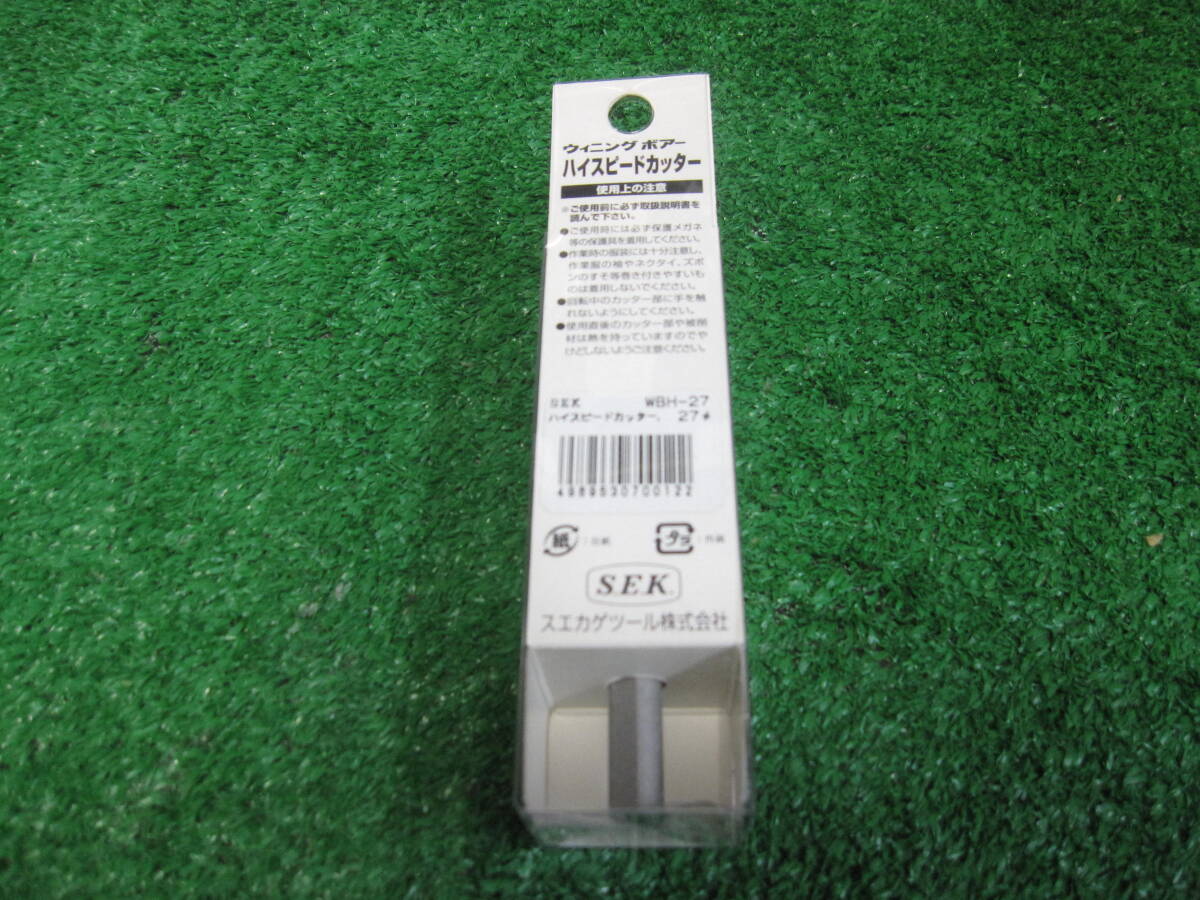 ウィニング ボアー
ハイスピードカッター
使用上の注意
※ご使用前に必ず取扱説明書を
読んで下さい。
●ご使用時には必ず保護メガネ
等の保護具を着用してください。
●作業時の服装には十分注意し、
作業服の袖やネクタイ、ズボ
ンのすそ等巻き付きやすいも
のは着用しないでください。
●回転中のカッター部に手を触
れないようにしてください。
●使用直後のカッター部や被削
材は熱を持っていますのでや
けどしないようご注意ください。
SEK WBH-27
ハイスピードカッター, 27φ
4989530700122
紙 :台紙 プラ :外装
S.E.K.
スエカゲツール株式会社